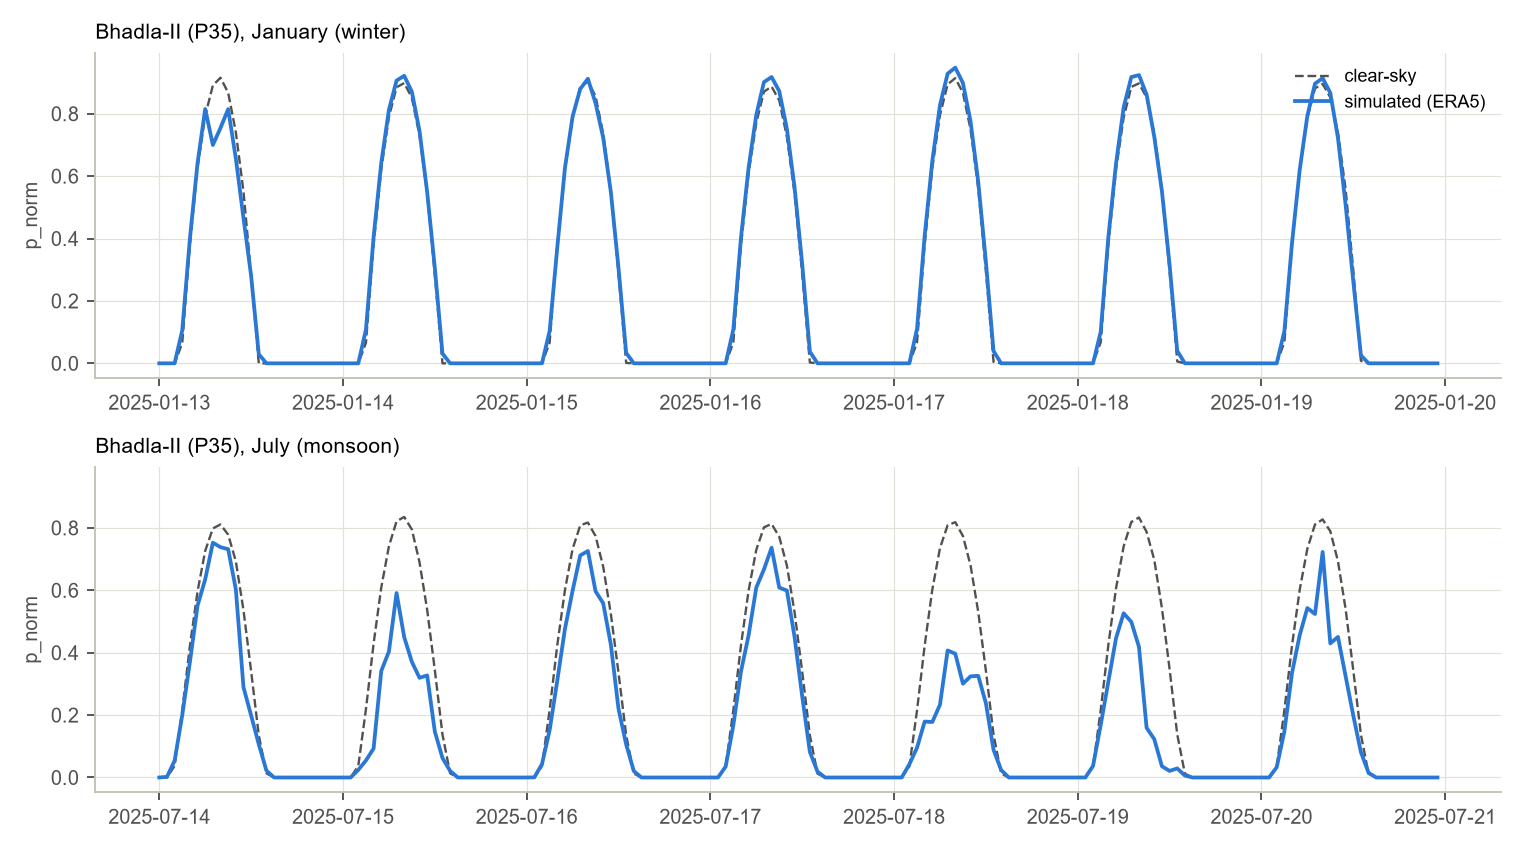 Bhadla-II (P35), January (winter)
clear-sky
simulated (ERA5)
p_norm
0.8
0.6
0.4
0.2
0.0
2025-01-13 2025-01-14 2025-01-15 2025-01-16 2025-01-17 2025-01-18 2025-01-19 2025-01-20
Bhadla-II (P35), July (monsoon)
p_norm
0.8
0.6
0.4
0.2
0.0
2025-07-14 2025-07-15 2025-07-16 2025-07-17 2025-07-18 2025-07-19 2025-07-20 2025-07-21